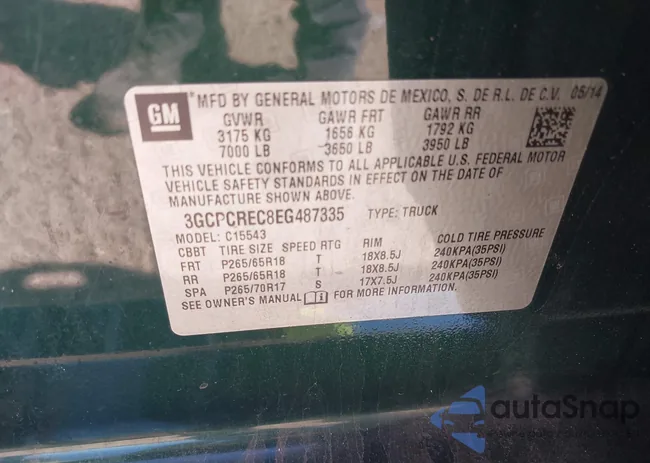 GM
*MFD BY GENERAL MOTORS DE MEXICO, S. DE R.L. DE C.V. 05/14
GVWR GAWR FRT GAWR RR
3175 KG 1656 KG 1792 KG
7000 LB 3650 LB 3950 LB
THIS VEHICLE CONFORMS TO ALL APPLICABLE U.S. FEDERAL MOTOR
VEHICLE SAFETY STANDARDS IN EFFECT ON THE DATE OF
MANUFACTURE SHOWN ABOVE.
3GCPCREC8EG487335 TYPE: TRUCK
MODEL: C15543
CBBT TIRE SIZE SPEED RTG RIM COLD TIRE PRESSURE
FRT P265/65R18 T 18X8.5J 240KPA(35PSI)
RR P265/65R18 T 18X8.5J 240KPA(35PSI)
SPA P265/70R17 S 17X7.5J 240KPA(35PSI)
SEE OWNER'S MANUAL FOR MORE INFORMATION.
autoSnap